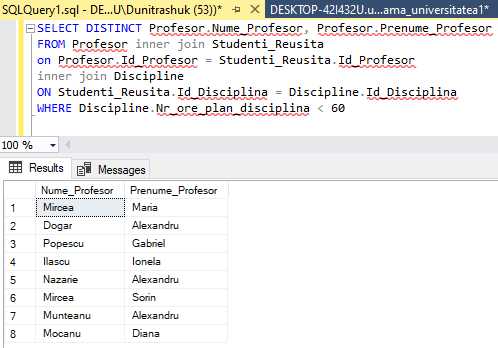 SQLQuery1.sql - DE...U\Dunitrashuk (53))* DESKTOP-42I432U.u...ama_universitatea1*
SELECT DISTINCT Profesor.Nume_Profesor, Profesor.Prenume_Profesor
FROM Profesor inner join Studenti_Reusita
on Profesor.Id_Profesor = Studenti_Reusita.Id_Profesor
inner join Discipline
ON Studenti_Reusita.Id_Disciplina = Discipline.Id_Disciplina
WHERE Discipline.Nr_ore_plan_disciplina < 60
100 %
Results Messages
Nume_Profesor Prenume_Profesor
1 Mircea Maria
2 Dogar Alexandru
3 Popescu Gabriel
4 Ilascu Ionela
5 Nazarie Alexandru
6 Mircea Sorin
7 Munteanu Alexandru
8 Mocanu Diana